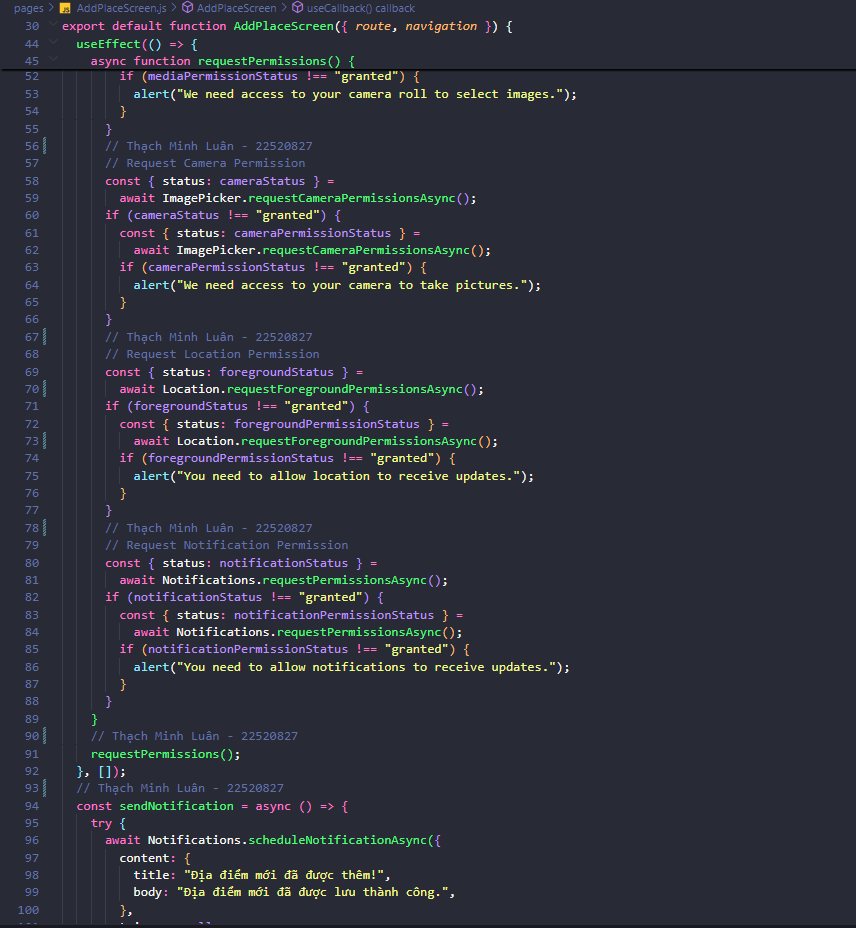 pages > JS AddPlaceScreen.js > AddPlaceScreen > useCallback() callback
30 export default function AddPlaceScreen({ route, navigation }) {
44 useEffect(() => {
45 async function requestPermissions() {
52 if (mediaPermissionStatus !== "granted") {
53 alert("We need access to your camera roll to select images.");
54 }
55 }
56 // Thạch Minh Luân - 22520827
57 // Request Camera Permission
58 const { status: cameraStatus } =
59 await ImagePicker.requestCameraPermissionsAsync();
60 if (cameraStatus !== "granted") {
61 const { status: cameraPermissionStatus } =
62 await ImagePicker.requestCameraPermissionsAsync();
63 if (cameraPermissionStatus !== "granted") {
64 alert("We need access to your camera to take pictures.");
65 }
66 }
67 // Thạch Minh Luân - 22520827
68 // Request Location Permission
69 const { status: foregroundStatus } =
70 await Location.requestForegroundPermissionsAsync();
71 if (foregroundStatus !== "granted") {
72 const { status: foregroundPermissionStatus } =
73 await Location.requestForegroundPermissionsAsync();
74 if (foregroundPermissionStatus !== "granted") {
75 alert("You need to allow location to receive updates.");
76 }
77 }
78 // Thạch Minh Luân - 22520827
79 // Request Notification Permission
80 const { status: notificationStatus } =
81 await Notifications.requestPermissionsAsync();
82 if (notificationStatus !== "granted") {
83 const { status: notificationPermissionStatus } =
84 await Notifications.requestPermissionsAsync();
85 if (notificationPermissionStatus !== "granted") {
86 alert("You need to allow notifications to receive updates.");
87 }
88 }
89 }
90 // Thạch Minh Luân - 22520827
91 requestPermissions();
92 }, []);
93 // Thạch Minh Luân - 22520827
94 const sendNotification = async () => {
95 try {
96 await Notifications.scheduleNotificationAsync({
97 content: {
98 title: "Địa điểm mới đã được thêm!",
99 body: "Địa điểm mới đã được lưu thành công.",
100 },